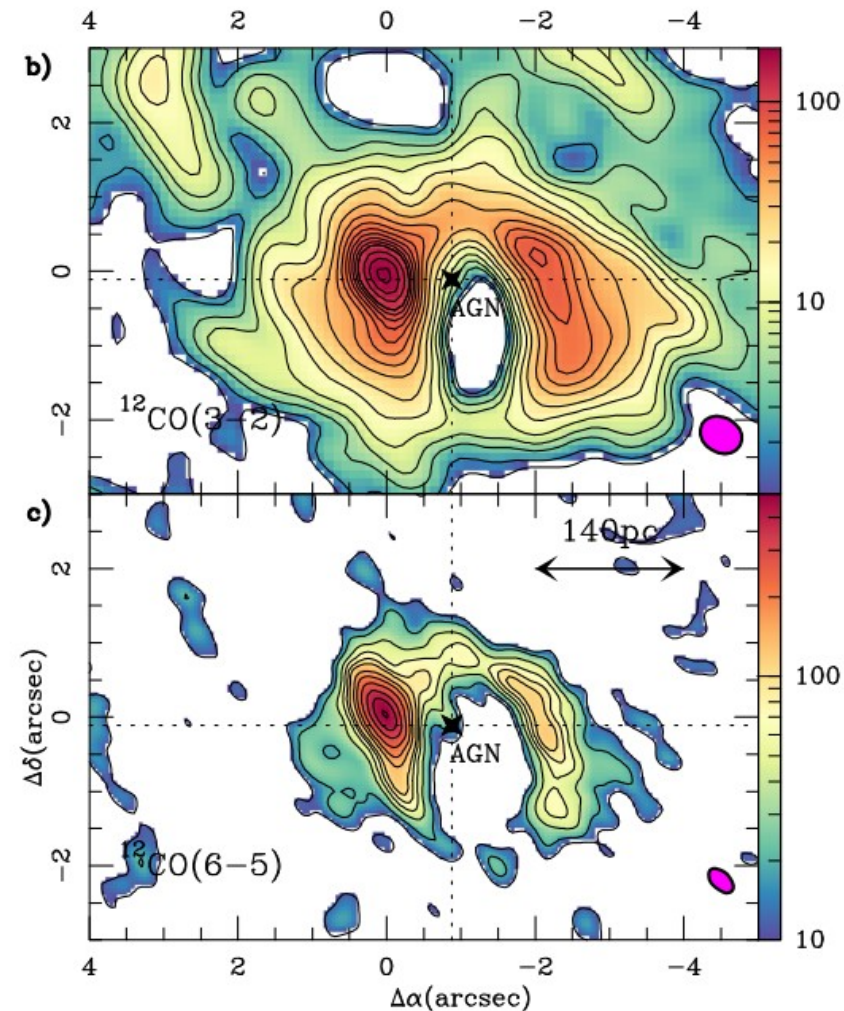 4 2 0 −2 −4
b)
2
0
−2
100
10
AGN
¹²CO(3−2)
c)
140pc
2
0
−2
100
10
AGN
¹²CO(6−5)
Δδ(arcsec)
4 2 0 −2 −4
Δα(arcsec)